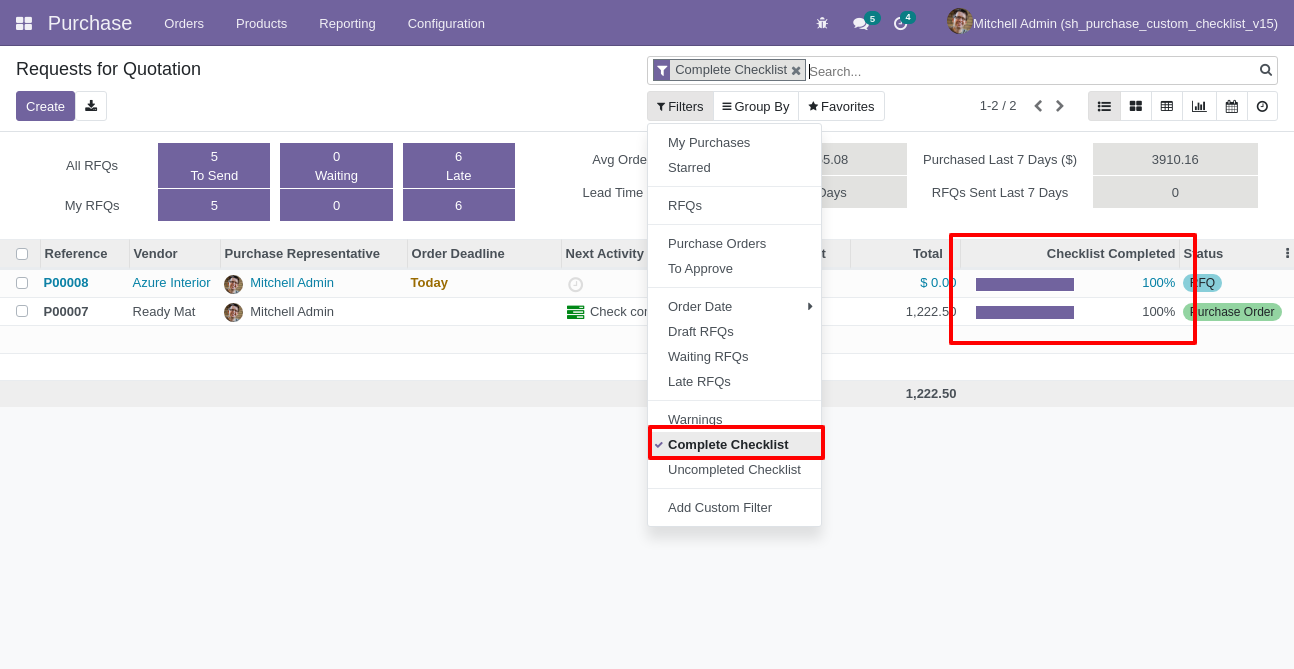 Purchase Orders Products Reporting Configuration 5 4 Mitchell Admin (sh_purchase_custom_checklist_v15)
Requests for Quotation
Complete Checklist Search...
Create
Filters Group By Favorites 1-2 / 2
My Purchases
Starred
RFQs
Purchase Orders
To Approve
Order Date
Draft RFQs
Waiting RFQs
Late RFQs
Warnings
Complete Checklist
Uncompleted Checklist
Add Custom Filter
All RFQs 5 To Send 0 Waiting 6 Late
My RFQs 5 0 6
Avg Orde 5.08 Purchased Last 7 Days ($) 3910.16
Lead Time Days RFQs Sent Last 7 Days 0
Reference Vendor Purchase Representative Order Deadline Next Activity t Total Checklist Completed Status
P00008 Azure Interior Mitchell Admin Today $ 0.00 100% RFQ
P00007 Ready Mat Mitchell Admin Check cor 1,222.50 100% Purchase Order
1,222.50